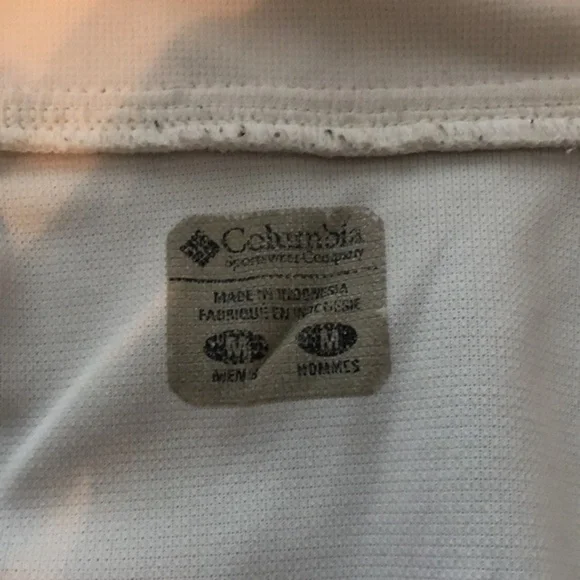 Columbia
Sportswear Company
MADE IN INDONESIA
FABRIQUE EN INDONESIE
M M
MEN'S HOMMES